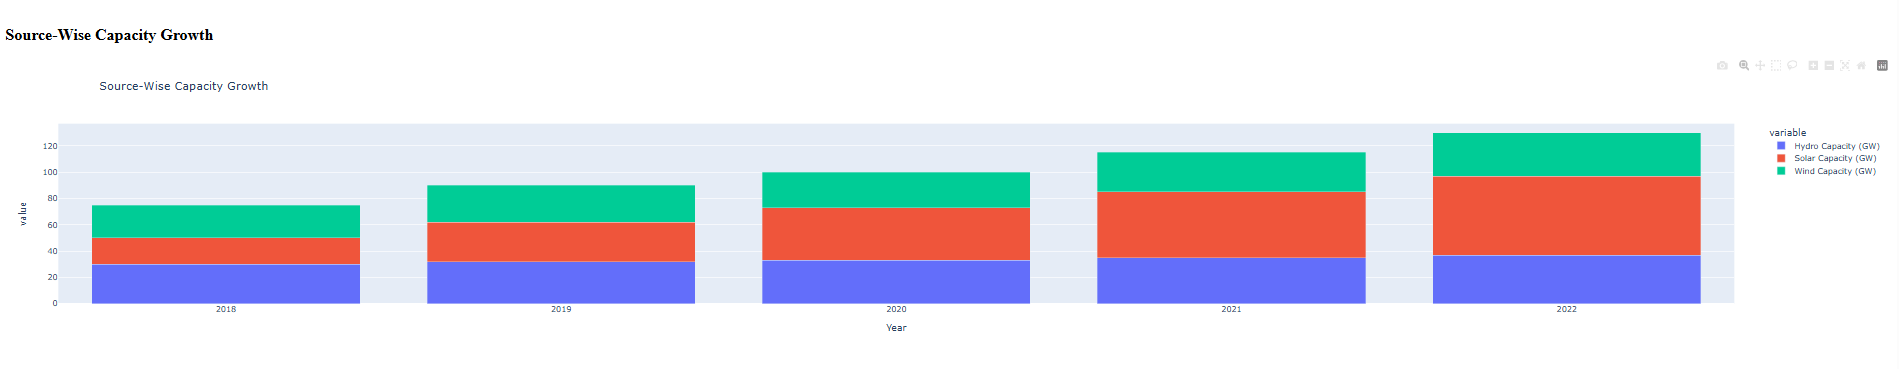 Source-Wise Capacity Growth
Source-Wise Capacity Growth
variable
Hydro Capacity (GW)
Solar Capacity (GW)
Wind Capacity (GW)
value
120
100
80
60
40
20
0
2018 2019 2020 2021 2022
Year